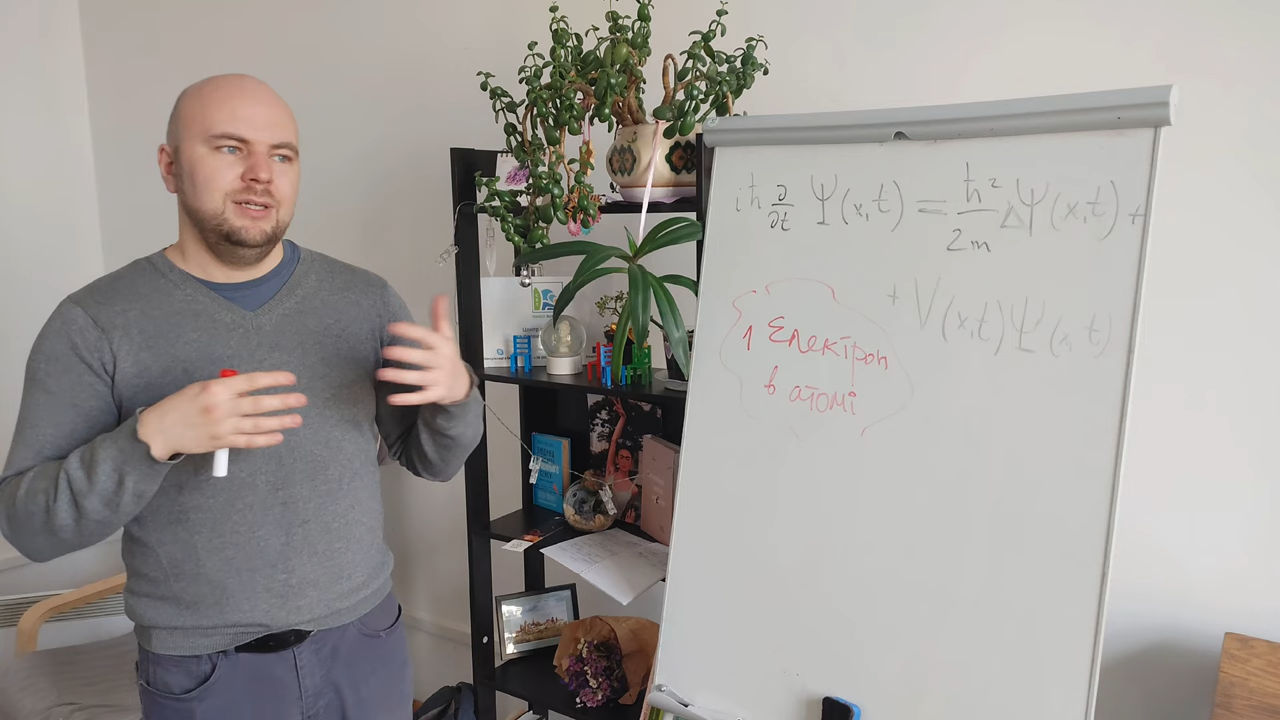 iħ ∂/∂t Ψ(x,t) = ħ²/2m ΔΨ(x,t) +
+ V(x,t)Ψ(x,t)
1 Електрон
в атомі